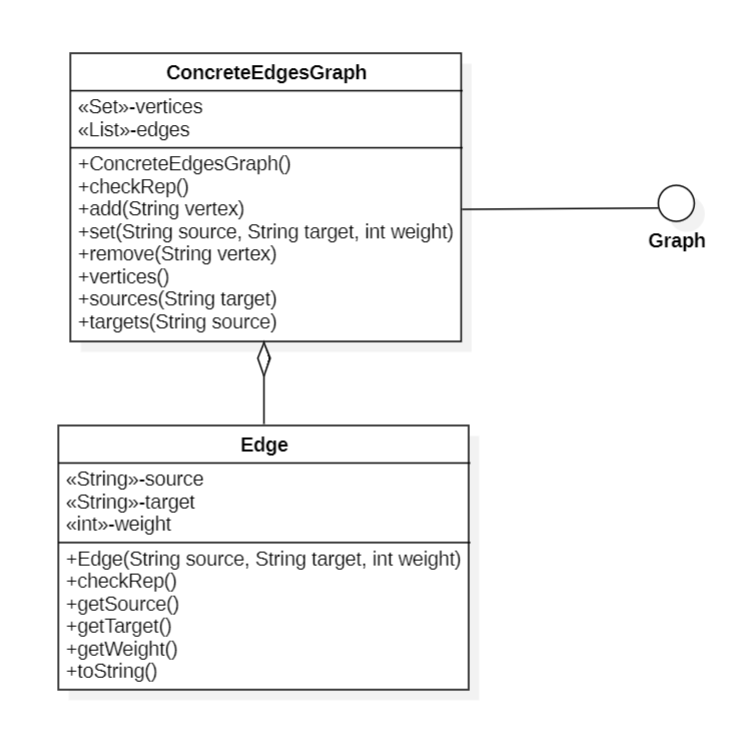 ConcreteEdgesGraph
«Set»-vertices
«List»-edges
+ConcreteEdgesGraph()
+checkRep()
+add(String vertex)
+set(String source, String target, int weight)
+remove(String vertex)
+vertices()
+sources(String target)
+targets(String source)
Graph
Edge
«String»-source
«String»-target
«int»-weight
+Edge(String source, String target, int weight)
+checkRep()
+getSource()
+getTarget()
+getWeight()
+toString()